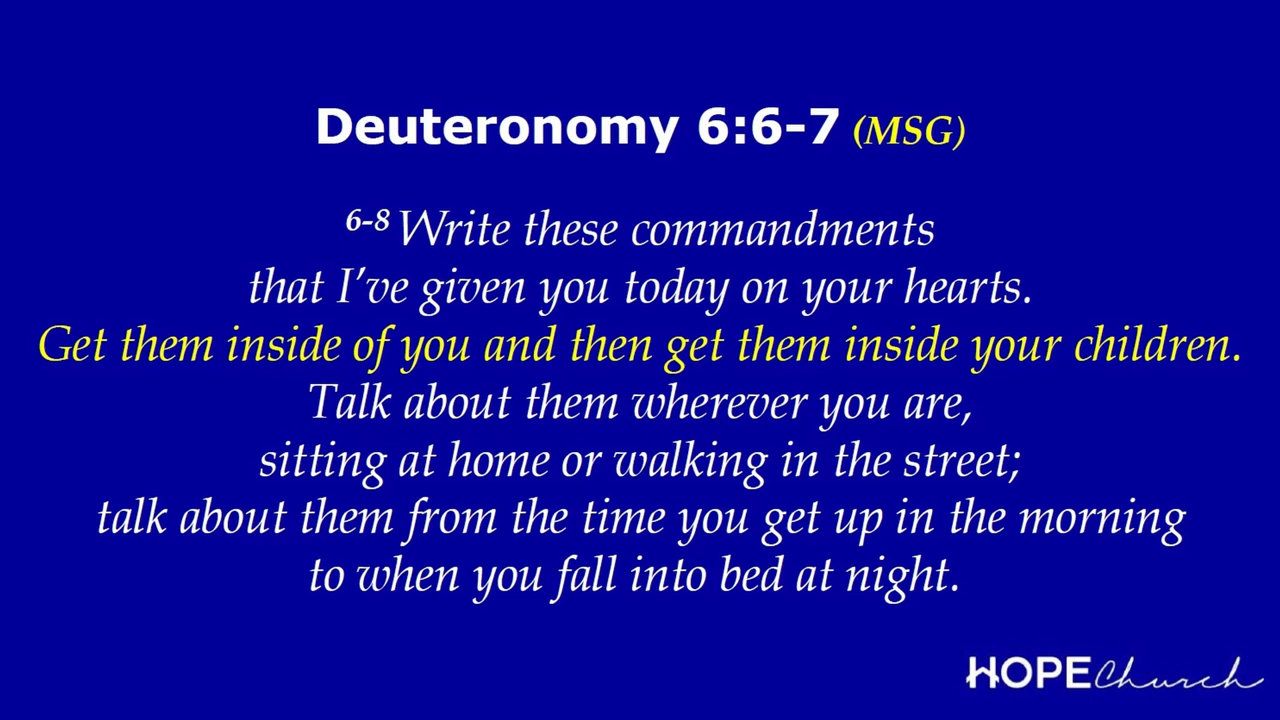 Deuteronomy 6:6-7 (MSG)
6-8 Write these commandments
that I’ve given you today on your hearts.
Get them inside of you and then get them inside your children.
Talk about them wherever you are,
sitting at home or walking in the street;
talk about them from the time you get up in the morning
to when you fall into bed at night.
HOPE Church